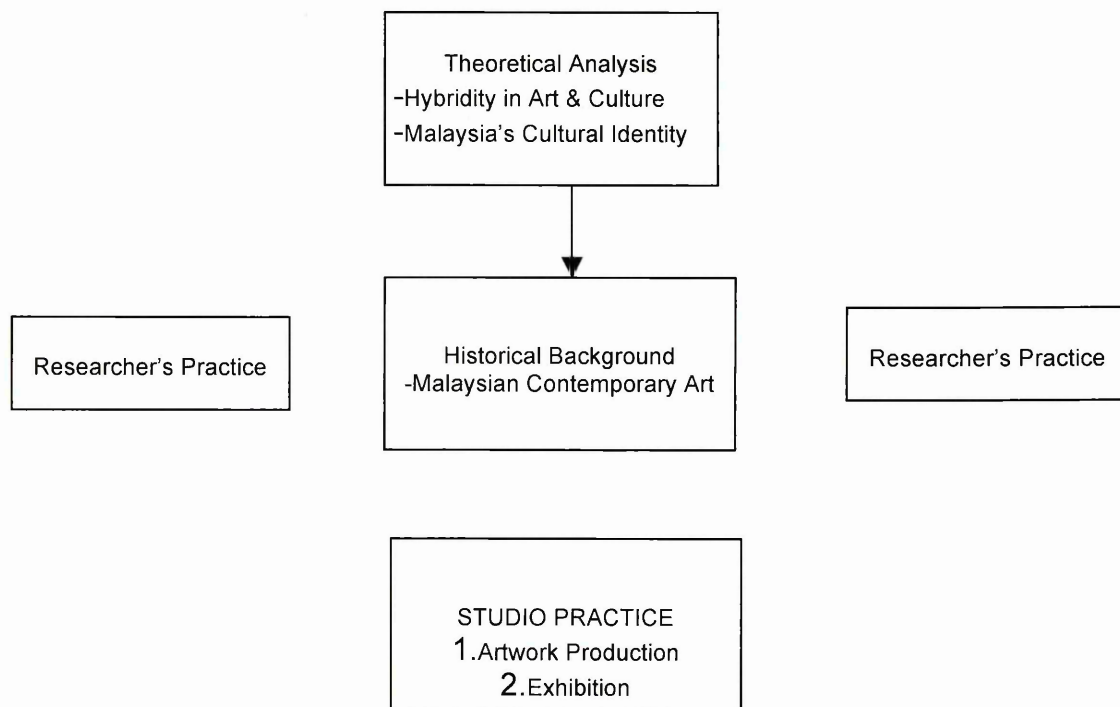 Theoretical Analysis
-Hybridity in Art & Culture
-Malaysia's Cultural Identity
Researcher's Practice
Historical Background
-Malaysian Contemporary Art
Researcher's Practice
STUDIO PRACTICE
1.Artwork Production
2.Exhibition